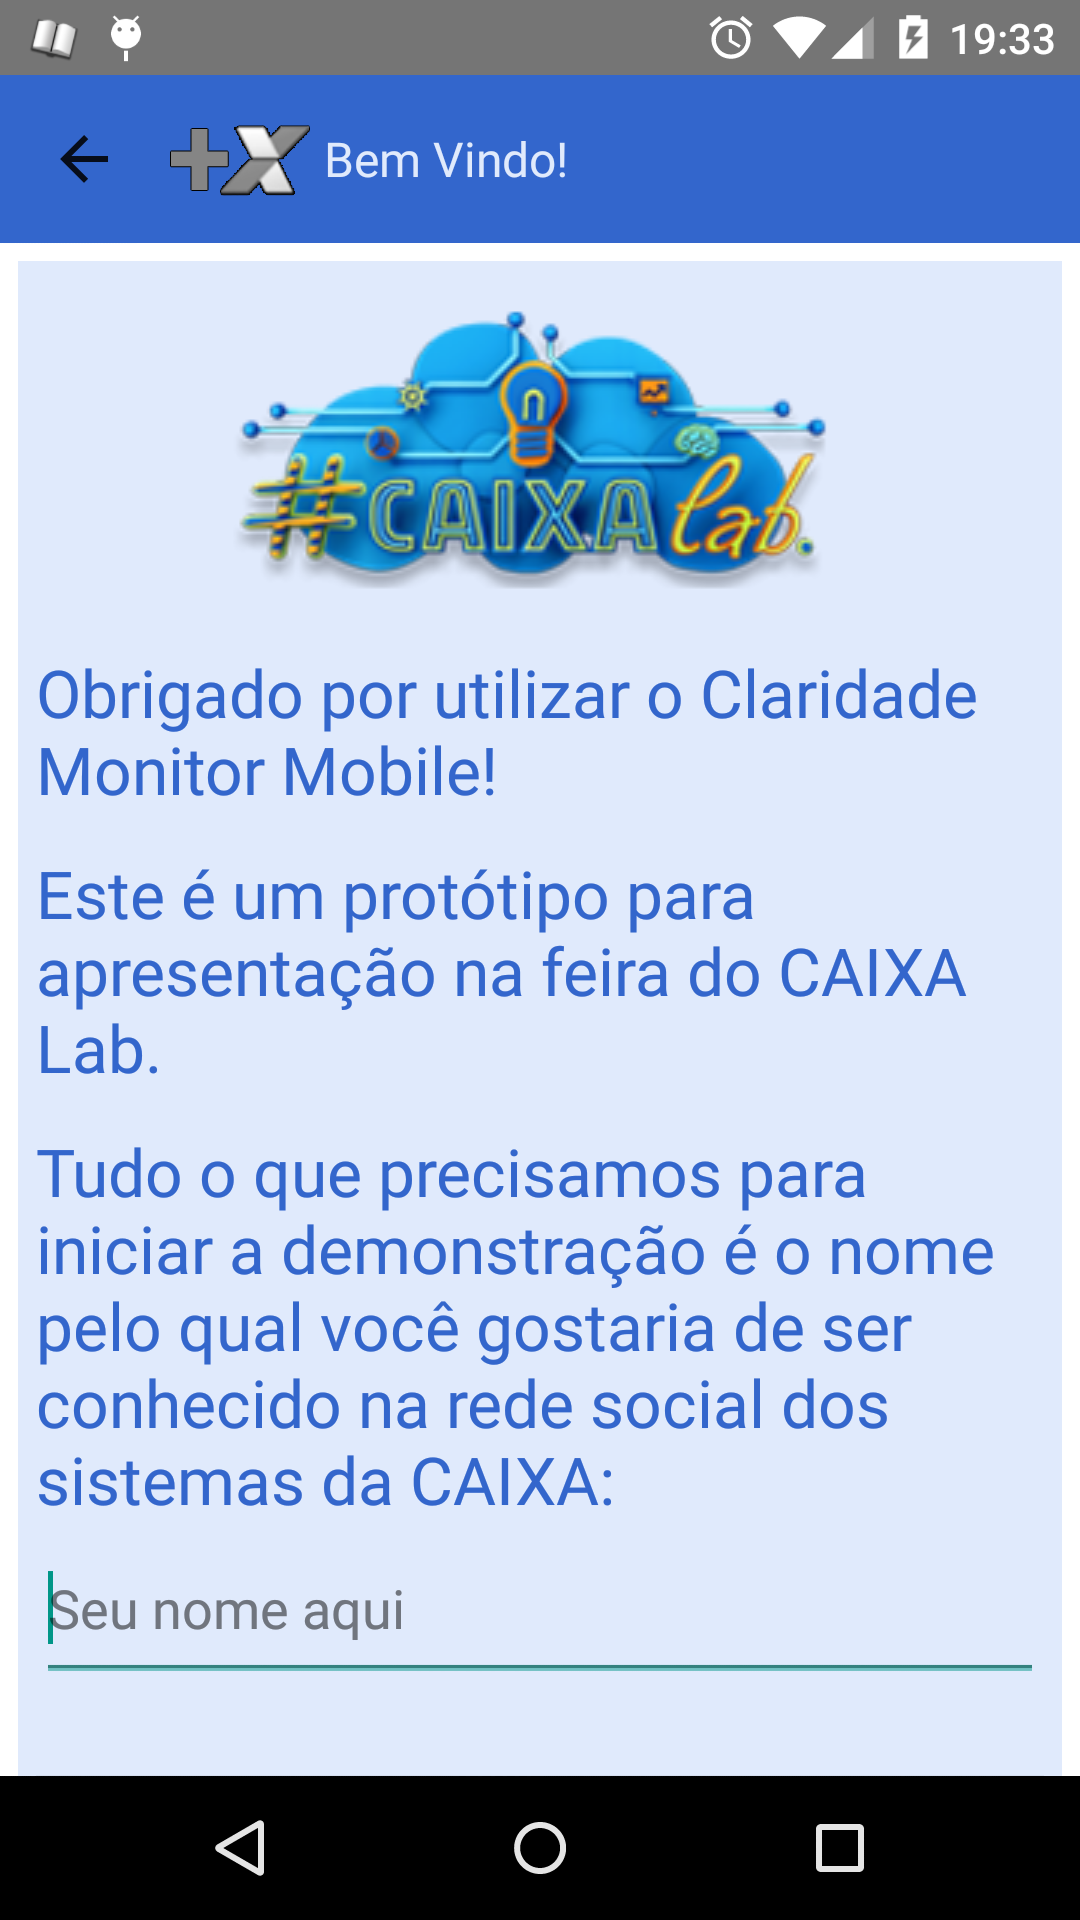 19:33
+X Bem Vindo!
#CAIXAlab.
Obrigado por utilizar o Claridade
Monitor Mobile!
Este é um protótipo para
apresentação na feira do CAIXA
Lab.
Tudo o que precisamos para
iniciar a demonstração é o nome
pelo qual você gostaria de ser
conhecido na rede social dos
sistemas da CAIXA:
Seu nome aqui